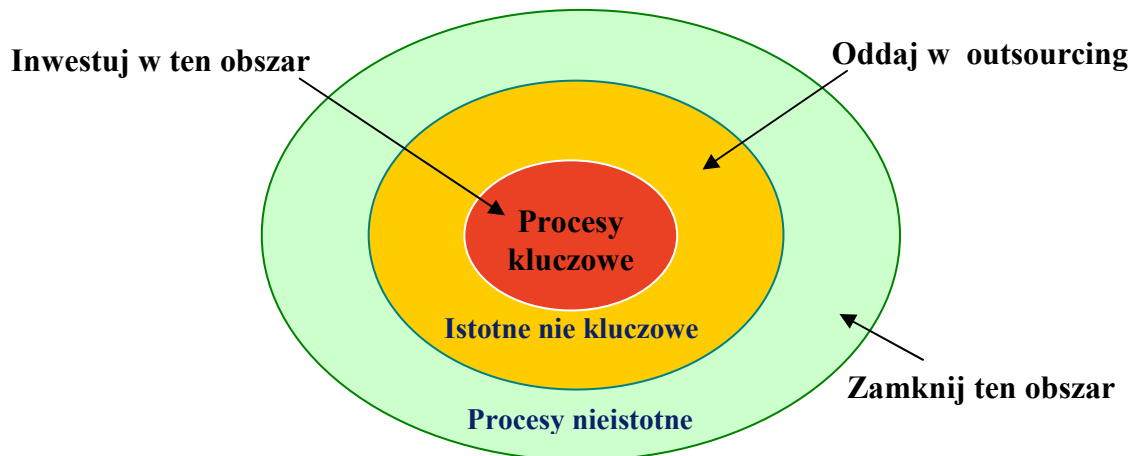 Inwestuj w ten obszar
Oddaj w outsourcing
Procesy
kluczowe
Istotne nie kluczowe
Zamknij ten obszar
Procesy nieistotne